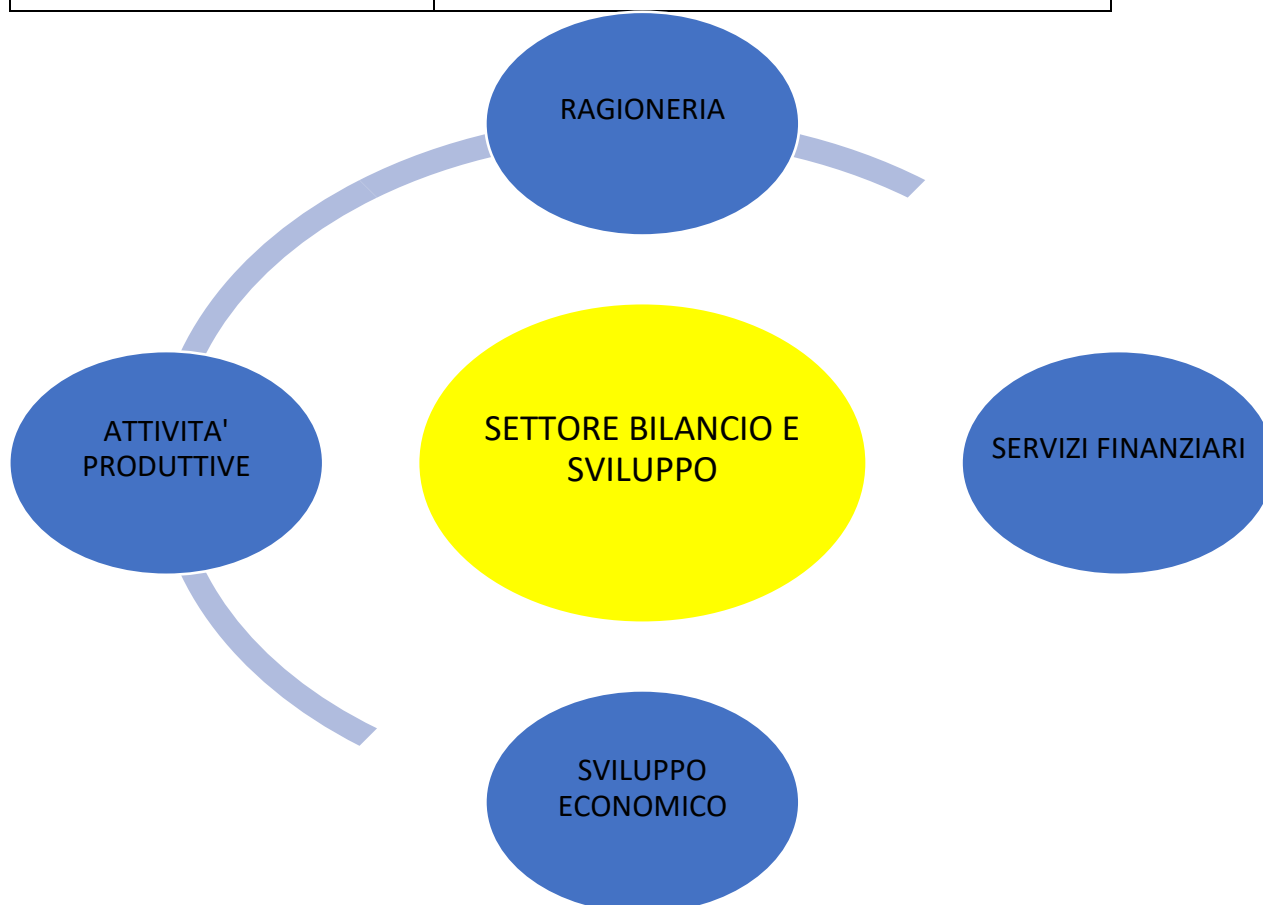 RAGIONERIA
ATTIVITA'
PRODUTTIVE
SETTORE BILANCIO E
SVILUPPO
SERVIZI FINANZIARI
SVILUPPO
ECONOMICO